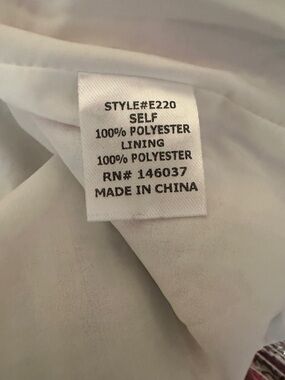 STYLE#E220
SELF
100% POLYESTER
LINING
100% POLYESTER
RN# 146037
MADE IN CHINA